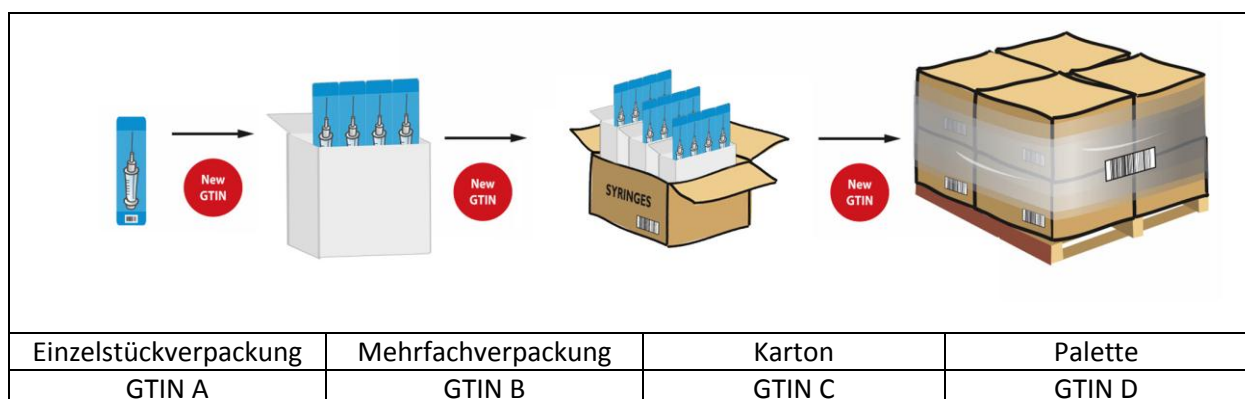 New
GTIN
New
GTIN
New
GTIN
SYRINGES
Einzelstückverpackung Mehrfachverpackung Karton Palette
GTIN A GTIN B GTIN C GTIN D